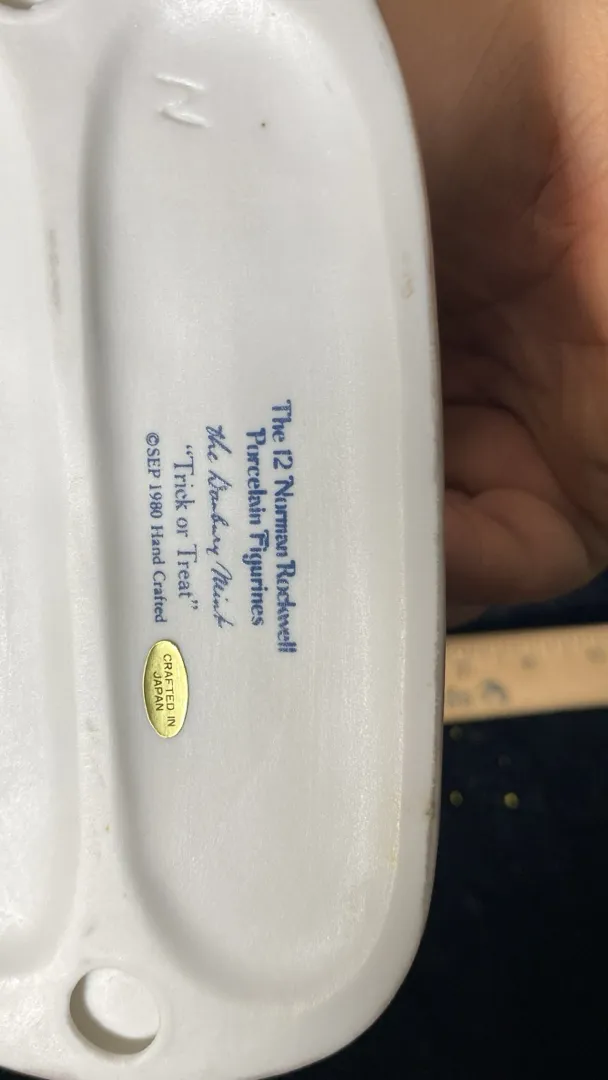 N
The 12 Norman Rockwell
Porcelain Figurines
The Danbury Mint
"Trick or Treat"
©SEP 1980 Hand Crafted
CRAFTED IN
JAPAN